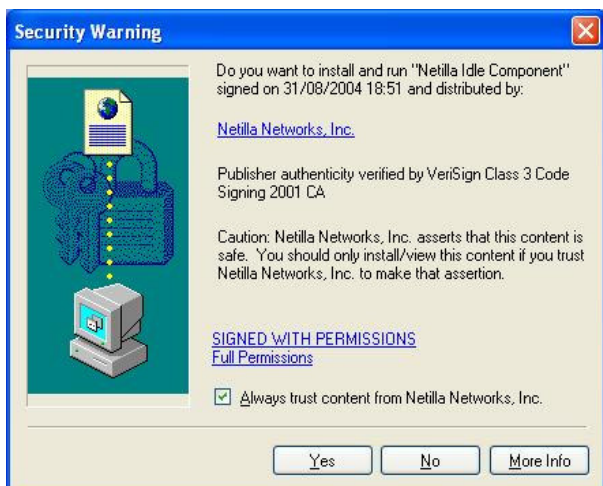 Security Warning
Do you want to install and run "Netilla Idle Component"
signed on 31/08/2004 18:51 and distributed by:
Netilla Networks, Inc.
Publisher authenticity verified by VeriSign Class 3 Code
Signing 2001 CA
Caution: Netilla Networks, Inc. asserts that this content is
safe. You should only install/view this content if you trust
Netilla Networks, Inc. to make that assertion.
SIGNED WITH PERMISSIONS
Full Permissions
Always trust content from Netilla Networks, Inc.
Yes
No
More Info